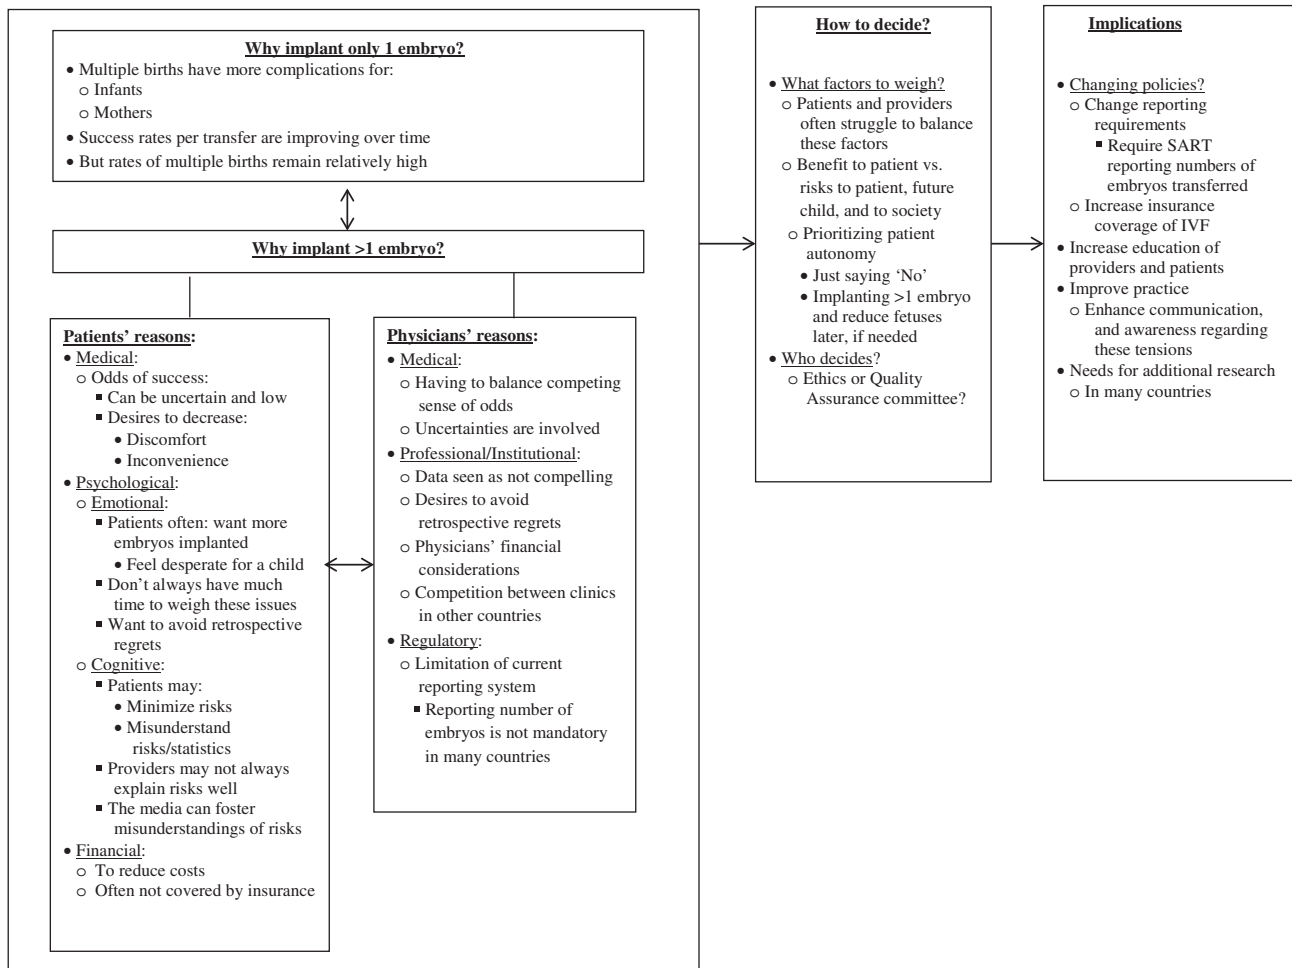 Why implant only 1 embryo?
• Multiple births have more complications for:
o Infants
o Mothers
• Success rates per transfer are improving over time
• But rates of multiple births remain relatively high
Why implant >1 embryo?
Patients’ reasons:
• Medical:
o Odds of success:
▪ Can be uncertain and low
▪ Desires to decrease:
• Discomfort
• Inconvenience
• Psychological:
o Emotional:
▪ Patients often: want more
embryos implanted
• Feel desperate for a child
▪ Don’t always have much
time to weigh these issues
▪ Want to avoid retrospective
regrets
o Cognitive:
▪ Patients may:
• Minimize risks
• Misunderstand
risks/statistics
▪ Providers may not always
explain risks well
▪ The media can foster
misunderstandings of risks
• Financial:
o To reduce costs
o Often not covered by insurance
Physicians’ reasons:
• Medical:
o Having to balance competing
sense of odds
o Uncertainties are involved
• Professional/Institutional:
o Data seen as not compelling
o Desires to avoid
retrospective regrets
o Physicians’ financial
considerations
o Competition between clinics
in other countries
• Regulatory:
o Limitation of current
reporting system
▪ Reporting number of
embryos is not mandatory
in many countries
How to decide?
• What factors to weigh?
o Patients and providers
often struggle to balance
these factors
o Benefit to patient vs.
risks to patient, future
child, and to society
o Prioritizing patient
autonomy
• Just saying ‘No’
• Implanting >1 embryo
and reduce fetuses
later, if needed
• Who decides?
o Ethics or Quality
Assurance committee?
Implications
• Changing policies?
o Change reporting
requirements
▪ Require SART
reporting numbers of
embryos transferred
o Increase insurance
coverage of IVF
• Increase education of
providers and patients
• Improve practice
o Enhance communication,
and awareness regarding
these tensions
• Needs for additional research
o In many countries